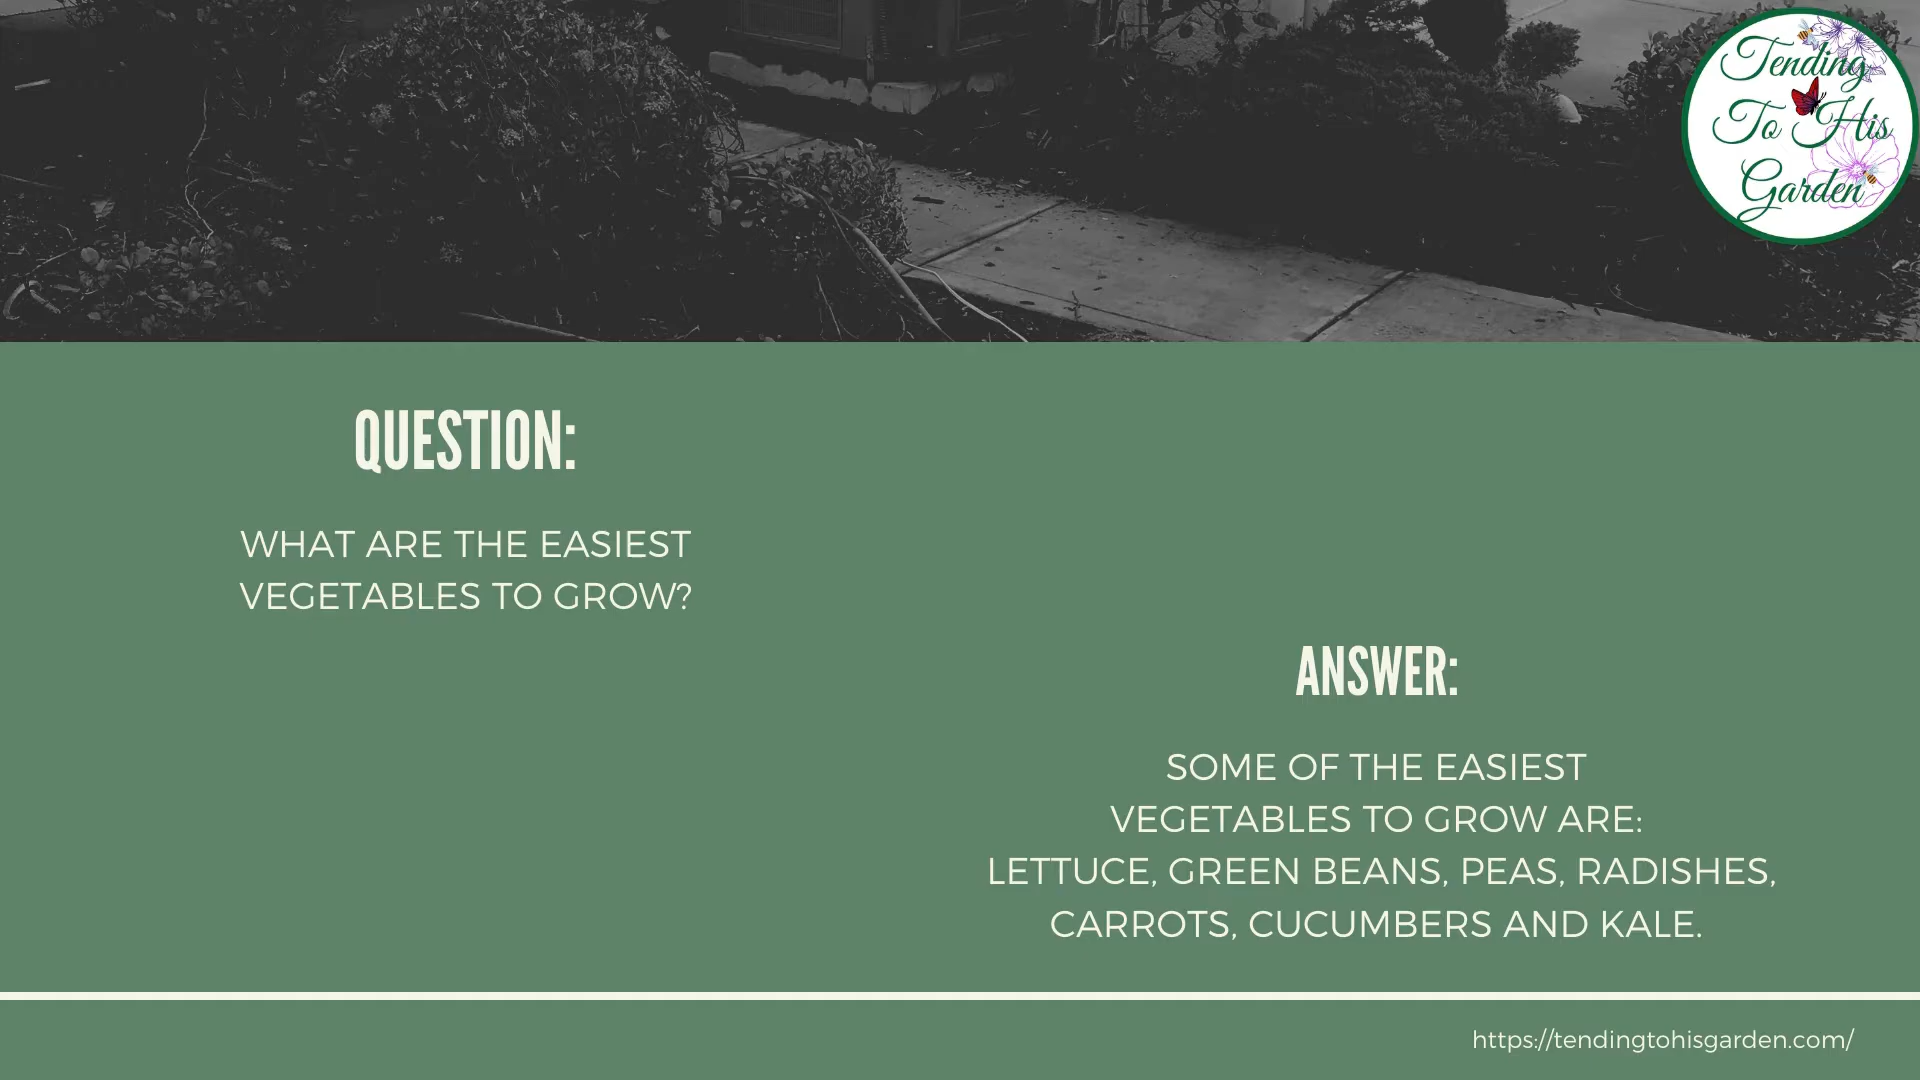 Tending
To His
Garden
QUESTION:
WHAT ARE THE EASIEST
VEGETABLES TO GROW?
ANSWER:
SOME OF THE EASIEST
VEGETABLES TO GROW ARE:
LETTUCE, GREEN BEANS, PEAS, RADISHES,
CARROTS, CUCUMBERS AND KALE.
https://tendingtohisgarden.com/